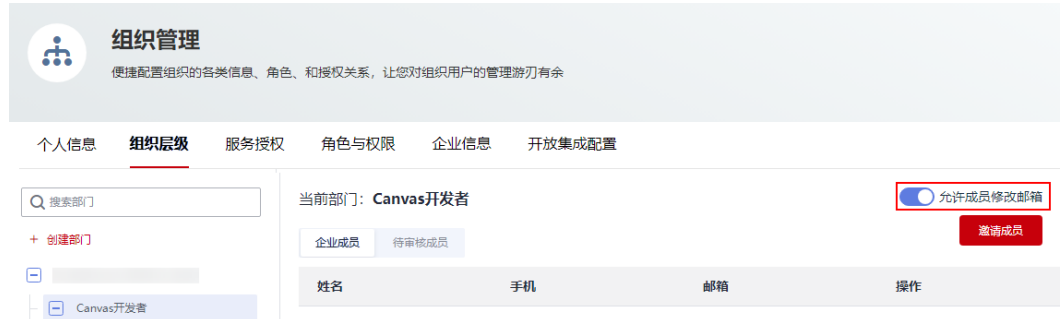 组织管理
便捷配置组织的各类信息、角色、和授权关系，让您对组织用户的管理游刃有余
个人信息 组织层级 服务授权 角色与权限 企业信息 开放集成配置
搜索部门
+ 创建部门
Canvas开发者
当前部门：Canvas开发者
允许成员修改邮箱
邀请成员
企业成员 待审核成员
姓名 手机 邮箱 操作